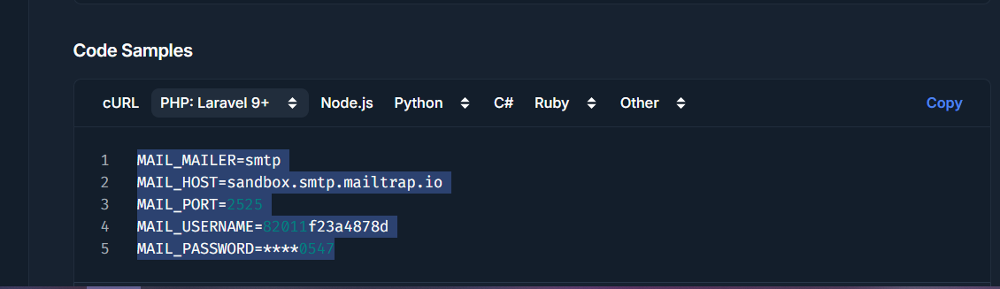 Code Samples
cURL PHP: Laravel 9+ Node.js Python C# Ruby Other Copy
1 MAIL_MAILER=smtp
2 MAIL_HOST=sandbox.smtp.mailtrap.io
3 MAIL_PORT=2525
4 MAIL_USERNAME=82011f23a4878d
5 MAIL_PASSWORD=****0547